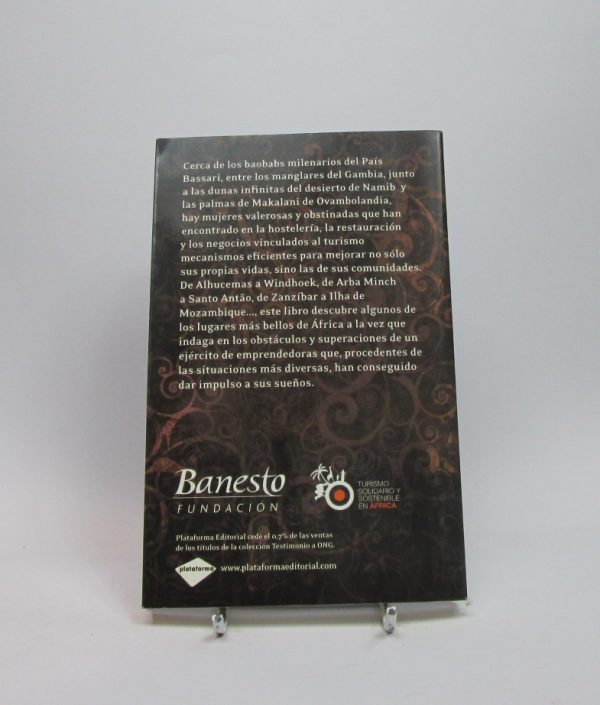 Cerca de los baobabs milenarios del País
Bassari, entre los manglares del Gambia, junto
a las dunas infinitas del desierto de Namib y
las palmas de Makalani de Ovambolandia,
hay mujeres valerosas y obstinadas que han
encontrado en la hostelería, la restauración
y los negocios vinculados al turismo
mecanismos eficientes para mejorar no sólo
sus propias vidas, sino las de sus comunidades.
De Alhucemas a Windhoek, de Arba Minch
a Santo Antão, de Zanzíbar a Ilha de
Mozambique..., este libro descubre algunos de
los lugares más bellos de África a la vez que
indaga en los obstáculos y superaciones de un
ejército de emprendedoras que, procedentes de
las situaciones más diversas, han conseguido
dar impulso a sus sueños.
Banesto
FUNDACIÓN
TURISMO
SOLIDARIO Y
SOSTENIBLE
EN AFRICA
Plataforma Editorial cede el 0,7% de las ventas
de los títulos de la colección Testimonio a ONG.
plataforma
www.plataformaeditorial.com